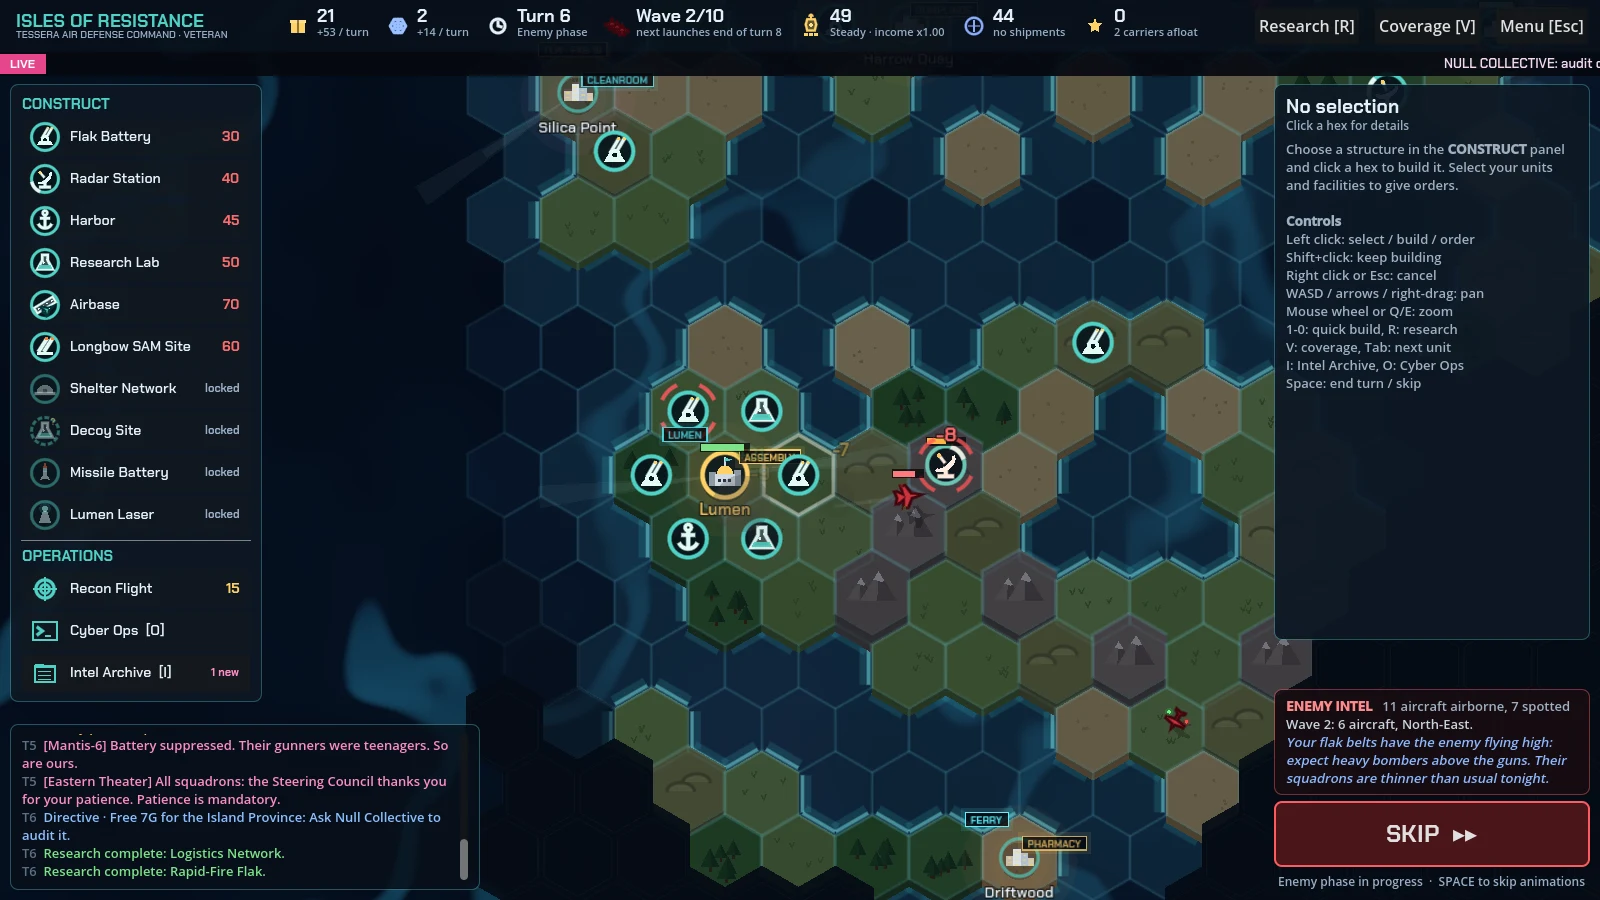 ISLES OF RESISTANCE
TESSERA AIR DEFENSE COMMAND · VETERAN
21
+53 / turn
2
+14 / turn
Turn 6
Enemy phase
Wave 2/10
next launches end of turn 8
49
Steady · income x1.00
44
no shipments
0
2 carriers afloat
Research [R]
Coverage [V]
Menu [Esc]
LIVE
NULL COLLECTIVE: audit
CONSTRUCT
Flak Battery 30
Radar Station 40
Harbor 45
Research Lab 50
Airbase 70
Longbow SAM Site 60
Shelter Network locked
Decoy Site locked
Missile Battery locked
Lumen Laser locked
OPERATIONS
Recon Flight 15
Cyber Ops [O]
Intel Archive [I] 1 new
T5 [Mantis-6] Battery suppressed. Their gunners were teenagers. So
are ours.
T5 [Eastern Theater] All squadrons: the Steering Council thanks you
for your patience. Patience is mandatory.
T6 Directive · Free 7G for the Island Province: Ask Null Collective to
audit it.
T6 Research complete: Logistics Network.
T6 Research complete: Rapid-Fire Flak.
CLEANROOM
Silica Point
LUMEN
ASSEMBLY
Lumen
-7
-8
FERRY
PHARMACY
Driftwood
No selection
Click a hex for details
Choose a structure in the CONSTRUCT panel
and click a hex to build it. Select your units
and facilities to give orders.
Controls
Left click: select / build / order
Shift+click: keep building
Right click or Esc: cancel
WASD / arrows / right-drag: pan
Mouse wheel or Q/E: zoom
1-0: quick build, R: research
V: coverage, Tab: next unit
I: Intel Archive, O: Cyber Ops
Space: end turn / skip
ENEMY INTEL 11 aircraft airborne, 7 spotted
Wave 2: 6 aircraft, North-East.
Your flak belts have the enemy flying high:
expect heavy bombers above the guns. Their
squadrons are thinner than usual tonight.
SKIP
Enemy phase in progress · SPACE to skip animations